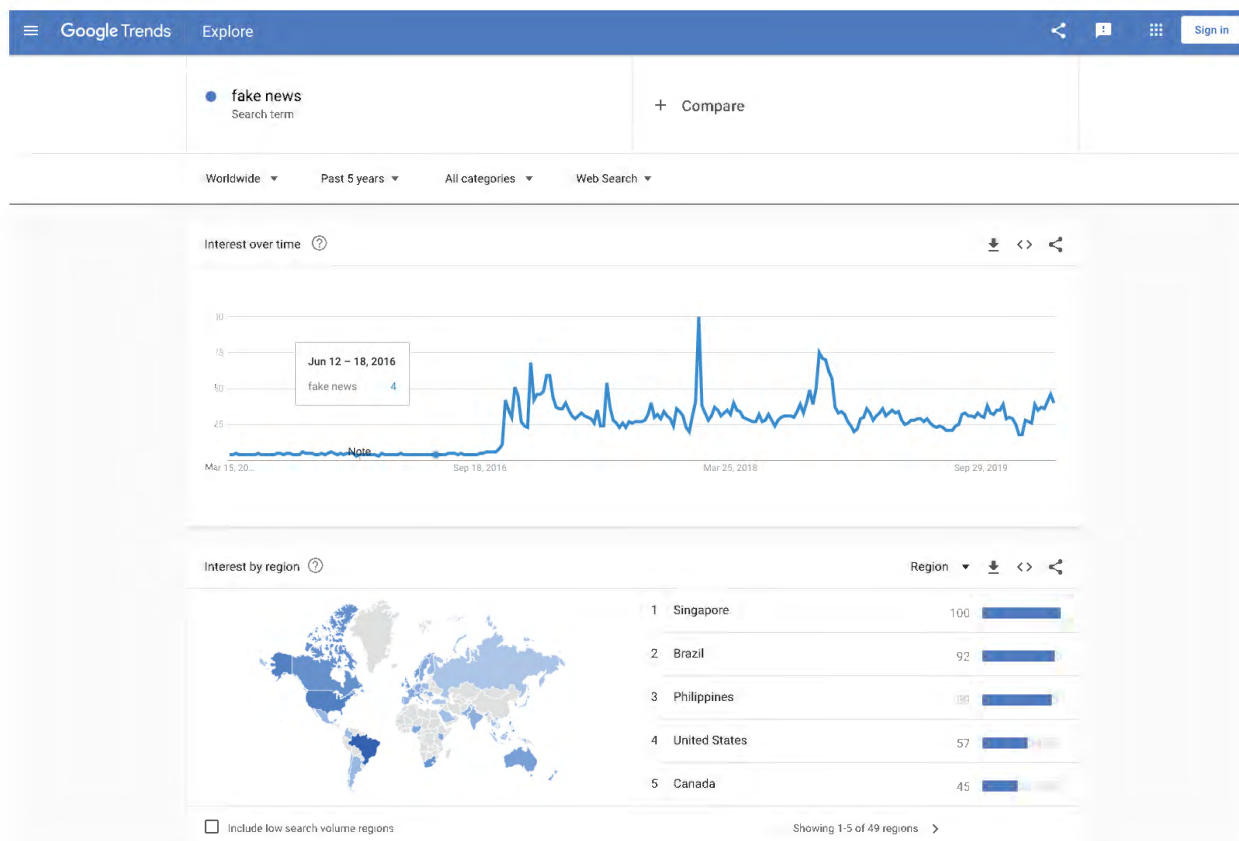 Google Trends Explore Sign in
fake news
Search term
+ Compare
Worldwide Past 5 years All categories Web Search
Interest over time
Jun 12 – 18, 2016
fake news 4
Note
Mar 15, 20... Sep 18, 2016 Mar 25, 2018 Sep 29, 2019
Interest by region Region
1 Singapore 100
2 Brazil 92
3 Philippines
4 United States 57
5 Canada 45
Include low search volume regions Showing 1-5 of 49 regions